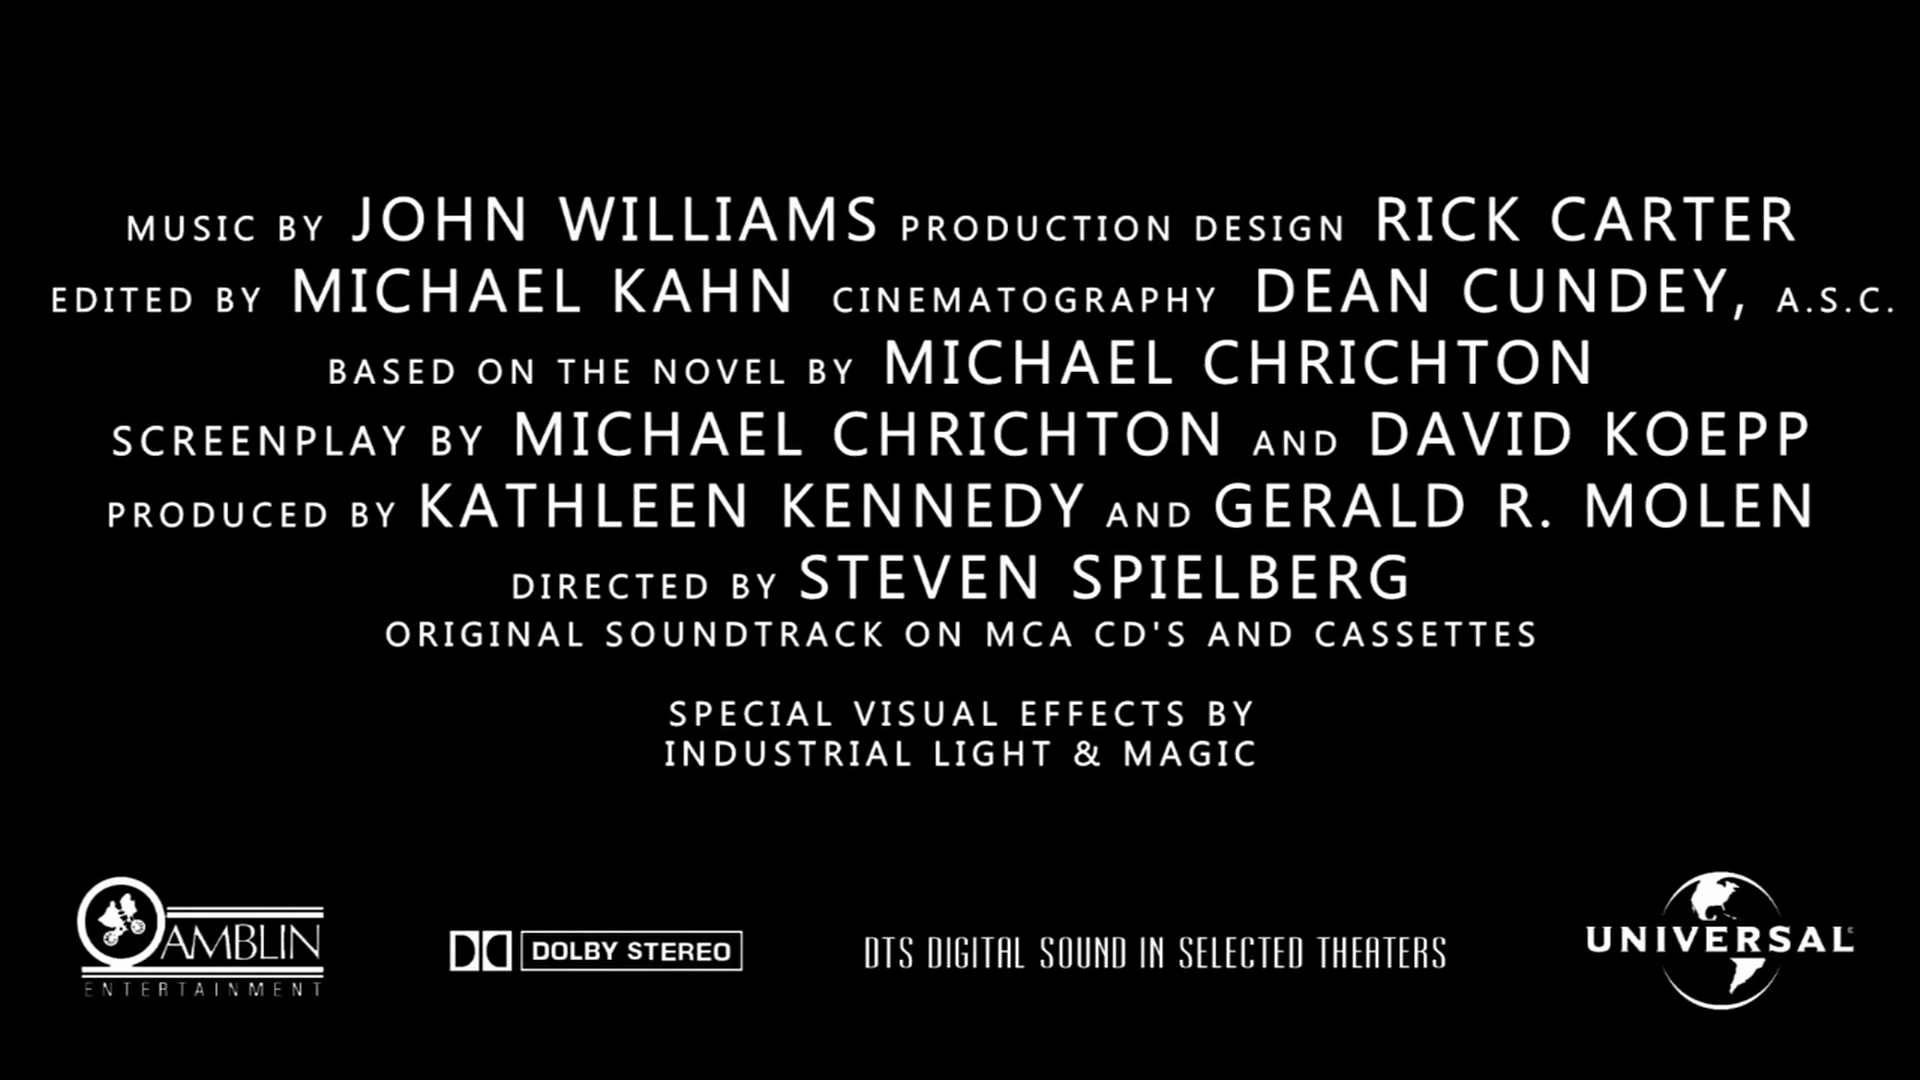 MUSIC BY JOHN WILLIAMS PRODUCTION DESIGN RICK CARTER
EDITED BY MICHAEL KAHN CINEMATOGRAPHY DEAN CUNDEY, A.S.C.
BASED ON THE NOVEL BY MICHAEL CHRICHTON
SCREENPLAY BY MICHAEL CHRICHTON AND DAVID KOEPP
PRODUCED BY KATHLEEN KENNEDY AND GERALD R. MOLEN
DIRECTED BY STEVEN SPIELBERG
ORIGINAL SOUNDTRACK ON MCA CD'S AND CASSETTES
SPECIAL VISUAL EFFECTS BY
INDUSTRIAL LIGHT & MAGIC
AMBLIN
ENTERTAINMENT
DOLBY STEREO
DTS DIGITAL SOUND IN SELECTED THEATERS
UNIVERSAL